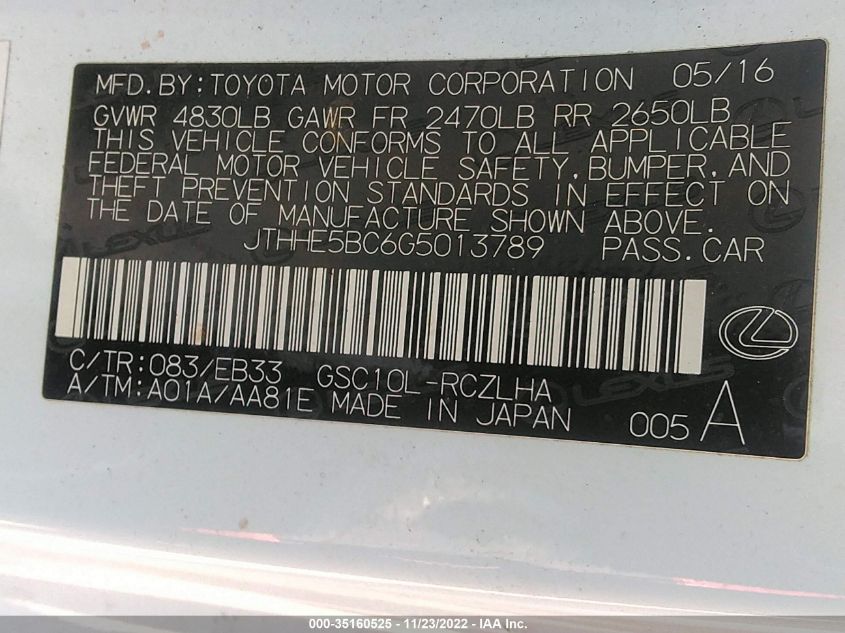 MFD.BY:TOYOTA MOTOR CORPORATION 05/16
GVWR 4830LB GAWR FR 2470LB RR 2650LB
THIS VEHICLE CONFORMS TO ALL APPLICABLE
FEDERAL MOTOR VEHICLE SAFETY,BUMPER,AND
THEFT PREVENTION STANDARDS IN EFFECT ON
THE DATE OF MANUFACTURE SHOWN ABOVE.
JTHHE5BC6G5013789 PASS.CAR
C/TR:083/EB33 GSC10L-RCZLHA
A/TM:A01A/AA81E MADE IN JAPAN 005 A
000-35160525 - 11/23/2022 - IAA Inc.